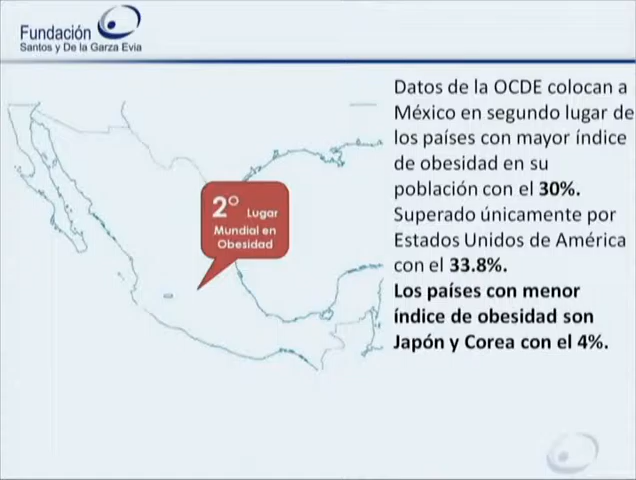 Fundación
Santos y De la Garza Evia
Datos de la OCDE colocan a
México en segundo lugar de
los países con mayor índice
de obesidad en su
población con el 30%.
Superado únicamente por
Estados Unidos de América
con el 33.8%.
Los países con menor
índice de obesidad son
Japón y Corea con el 4%.
2° Lugar
Mundial en
Obesidad